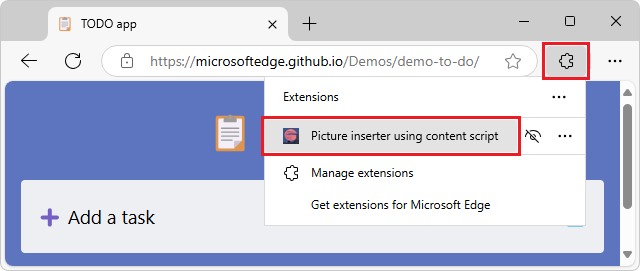 TODO app
https://microsoftedge.github.io/Demos/demo-to-do/
Extensions
Picture inserter using content script
Manage extensions
Get extensions for Microsoft Edge
Add a task